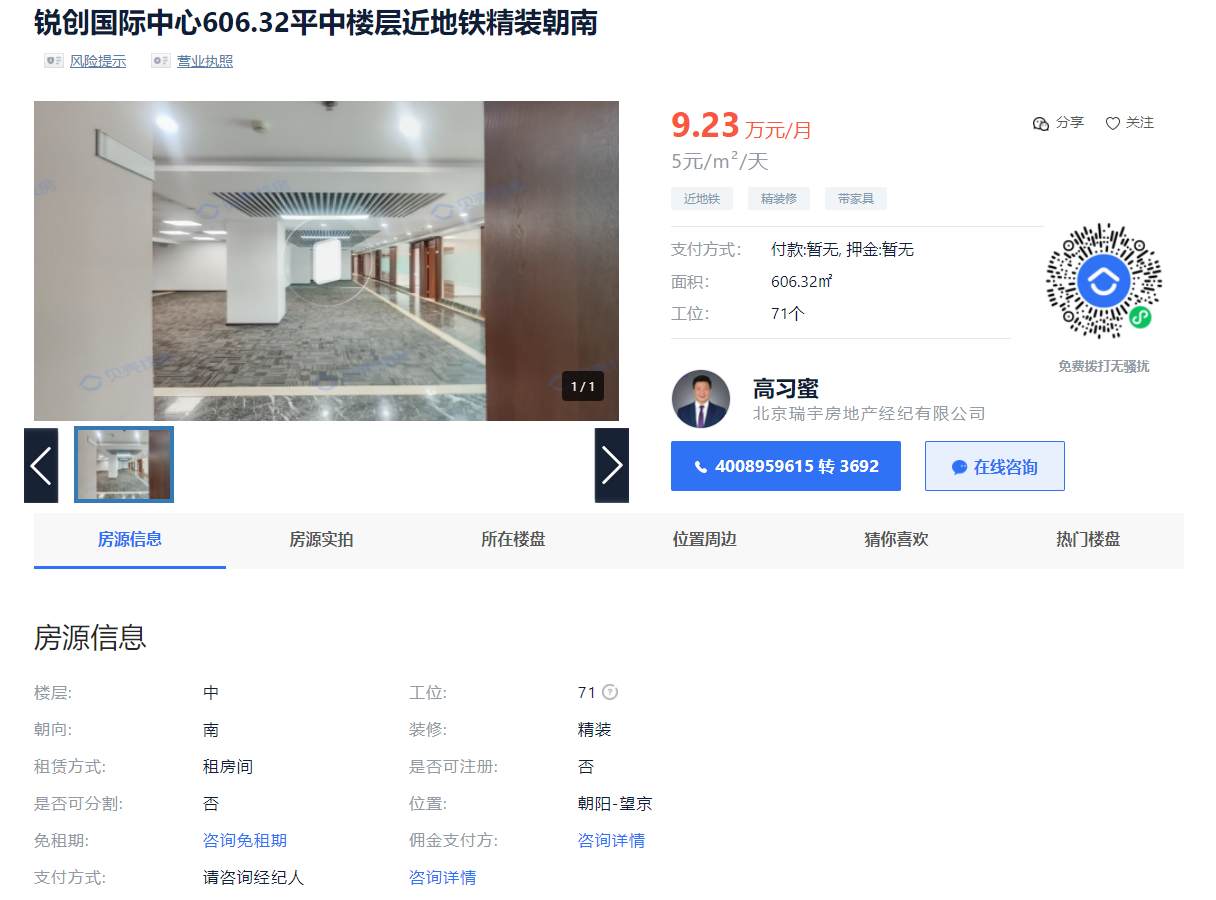 锐创国际中心606.32平中楼层近地铁精装朝南
风险提示 营业执照
9.23 万元/月
分享 关注
5元/m²/天
近地铁 精装修 带家具
支付方式: 付款:暂无, 押金:暂无
面积: 606.32㎡
工位: 71个
免费拨打无骚扰
1 / 1
高习蜜
北京瑞宇房地产经纪有限公司
4008959615 转 3692 在线咨询
房源信息 房源实拍 所在楼盘 位置周边 猜你喜欢 热门楼盘
房源信息
楼层: 中 工位: 71 ?
朝向: 南 装修: 精装
租赁方式: 租房间 是否可注册: 否
是否可分割: 否 位置: 朝阳-望京
免租期: 咨询免租期 佣金支付方: 咨询详情
支付方式: 请咨询经纪人 咨询详情